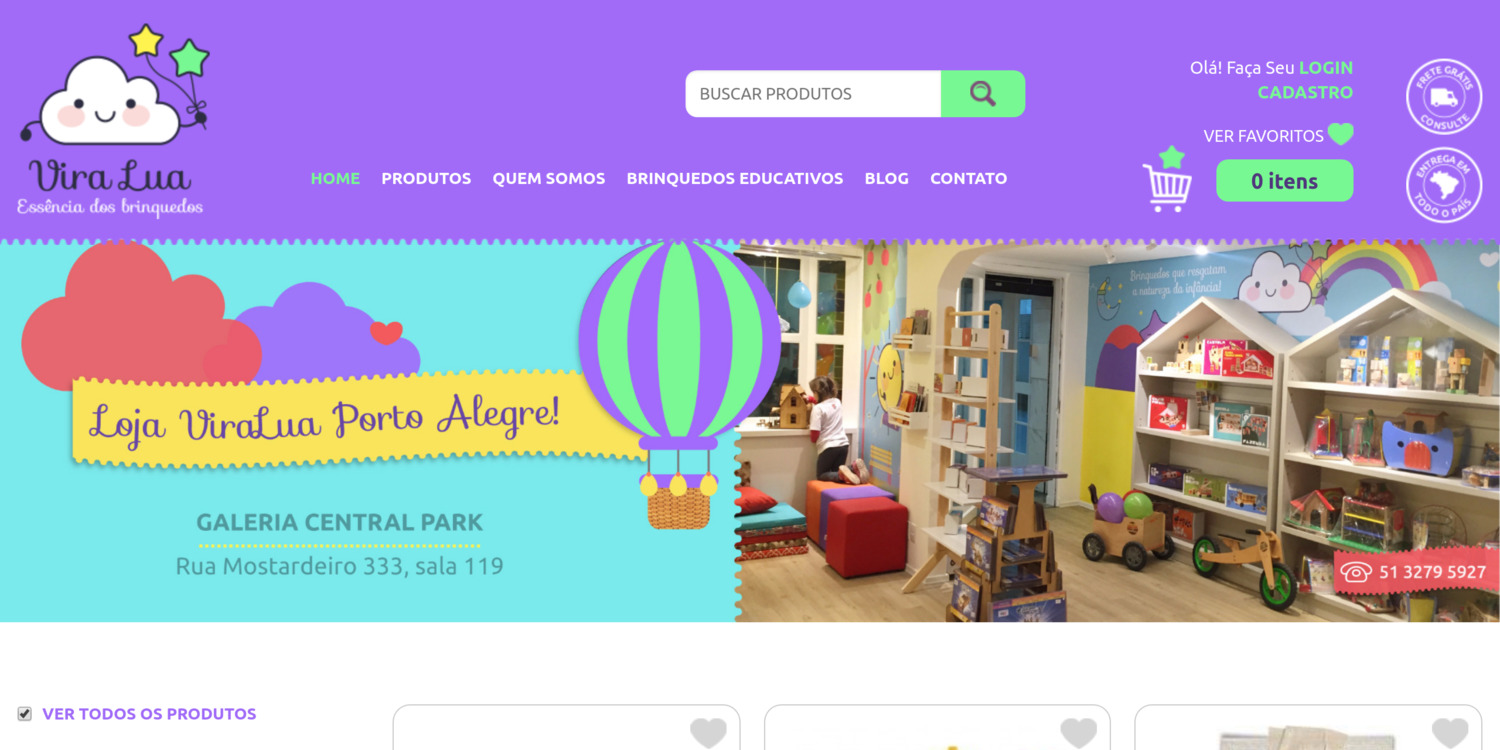 Vira Lua
Essência dos brinquedos
BUSCAR PRODUTOS
Olá! Faça Seu LOGIN
CADASTRO
VER FAVORITOS
0 itens
FRETE GRÁTIS
CONSULTE
ENTREGA EM
TODO O PAÍS
HOME PRODUTOS QUEM SOMOS BRINQUEDOS EDUCATIVOS BLOG CONTATO
Loja ViraLua Porto Alegre!
GALERIA CENTRAL PARK
Rua Mostardeiro 333, sala 119
Brinquedos que resgatam
a natureza da infância!
51 3279 5927
VER TODOS OS PRODUTOS